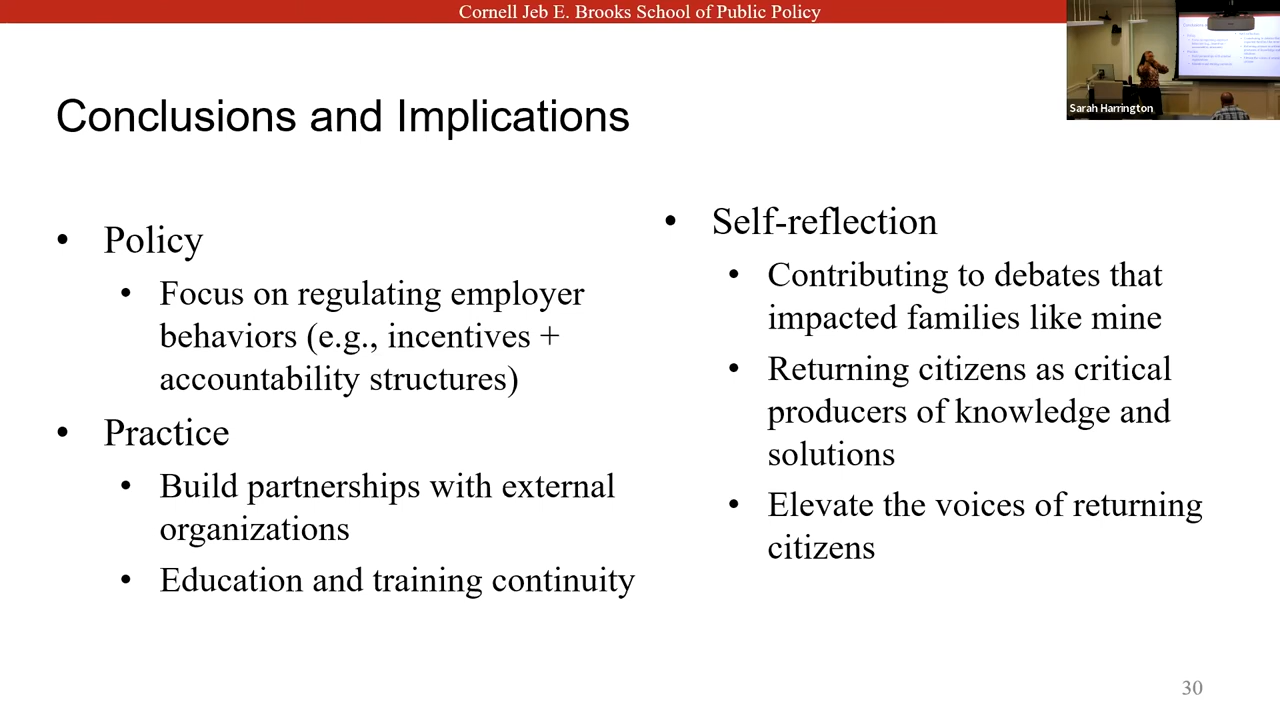 Cornell Jeb E. Brooks School of Public Policy
Sarah Harrington
Conclusions and Implications
• Policy
• Focus on regulating employer
behaviors (e.g., incentives +
accountability structures)
• Practice
• Build partnerships with external
organizations
• Education and training continuity
• Self-reflection
• Contributing to debates that
impacted families like mine
• Returning citizens as critical
producers of knowledge and
solutions
• Elevate the voices of returning
citizens
30